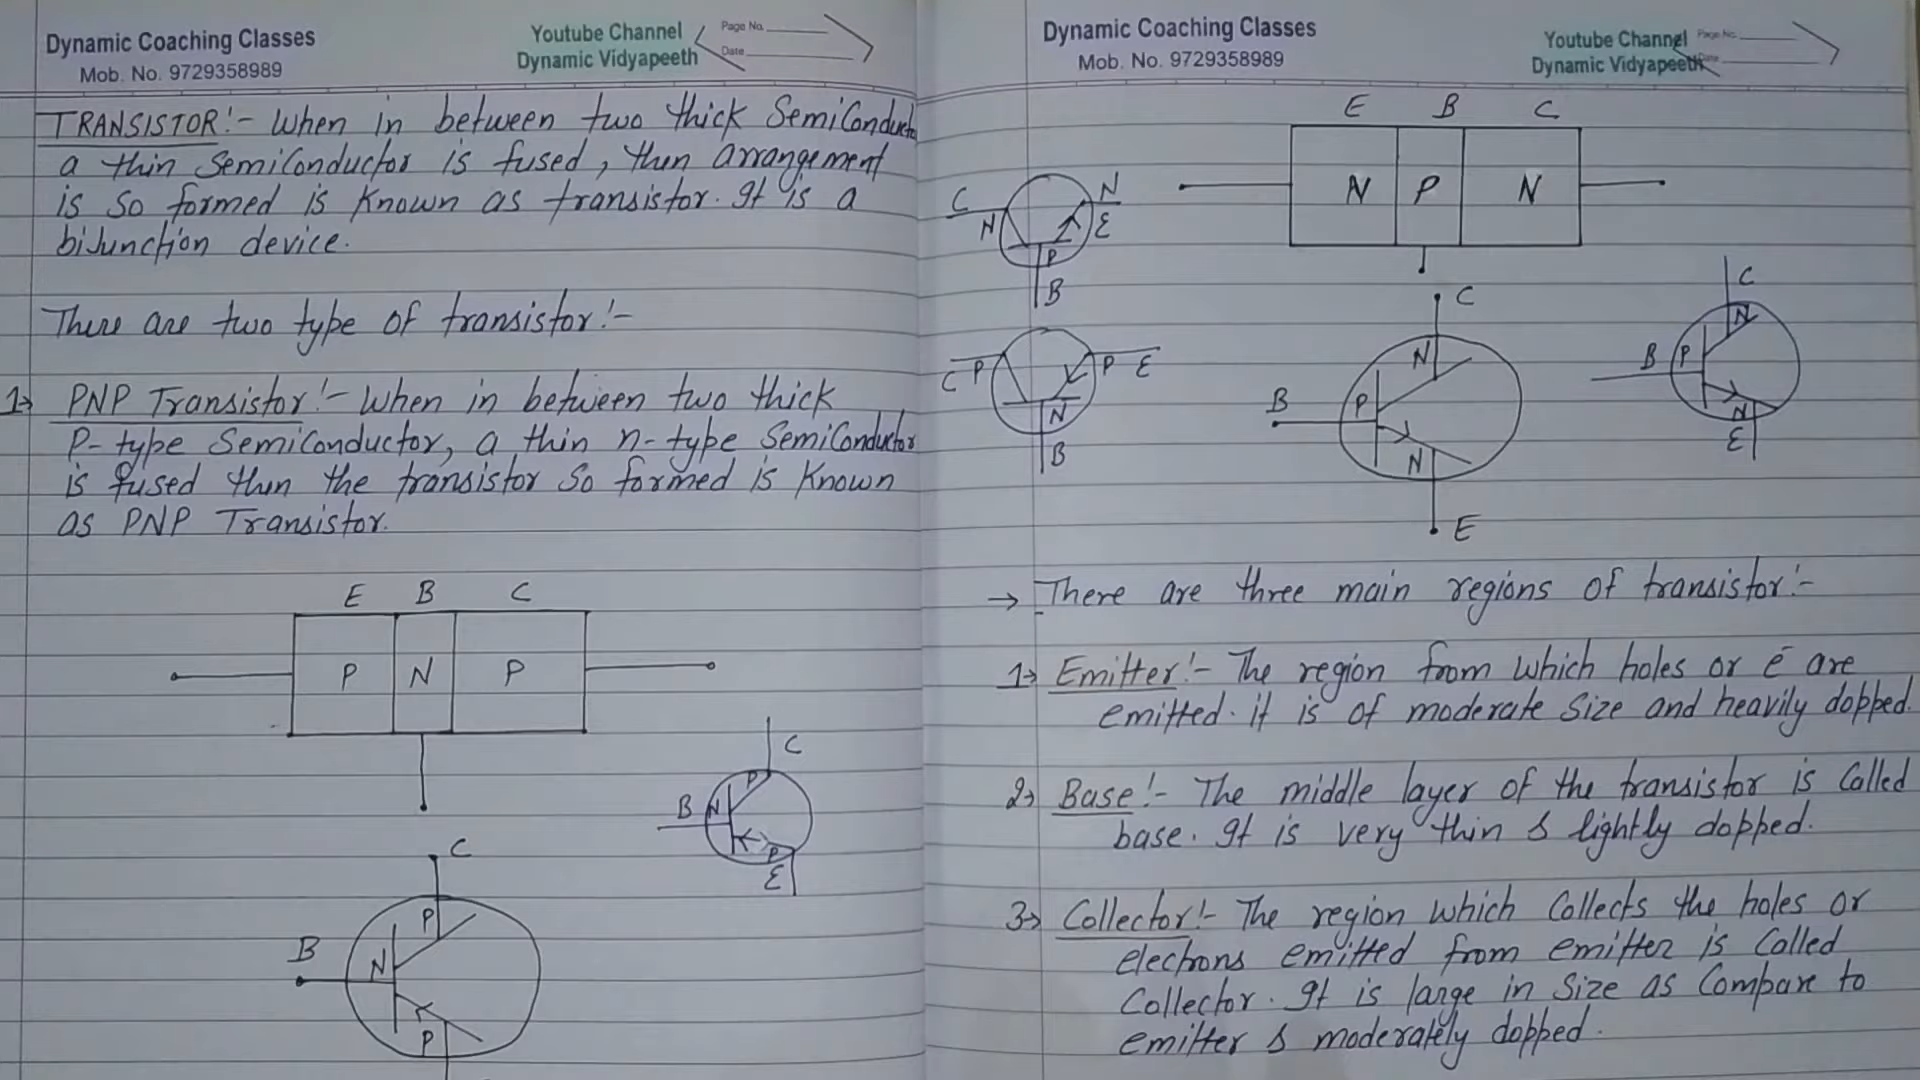 Dynamic Coaching Classes
Mob. No. 9729358989
Youtube Channel
Dynamic Vidyapeeth
Page No.
Date
TRANSISTOR:- When in between two thick SemiConduct
a thin SemiConductor is fused, then arrangement
is so formed is known as transistor. It is a
biJunction device.
There are two type of transistor:-
1→ PNP Transistor:- When in between two thick
P-type SemiConductor, a thin n-type SemiConductor
is fused then the transistor so formed is known
as PNP Transistor.
E B C
P N P
C
B N P
P
E
C
B P
N
P
Dynamic Coaching Classes
Mob. No. 9729358989
Youtube Channel
Dynamic Vidyapeeth
Page No.
Date
E B C
N P N
C N N E
P
B
C P P E
N
B
C
N
B P
N
E
C
N
B P
N
E
→ There are three main regions of transistor:-
1→ Emitter:- The region from which holes or ē are
emitted. it is of moderate size and heavily dopped.
2→ Base:- The middle layer of the transistor is Called
base. It is very thin & lightly dopped.
3→ Collector:- The region which Collects the holes or
electrons emitted from emitter is Called
Collector. It is large in size as Compare to
emitter & moderately dopped.